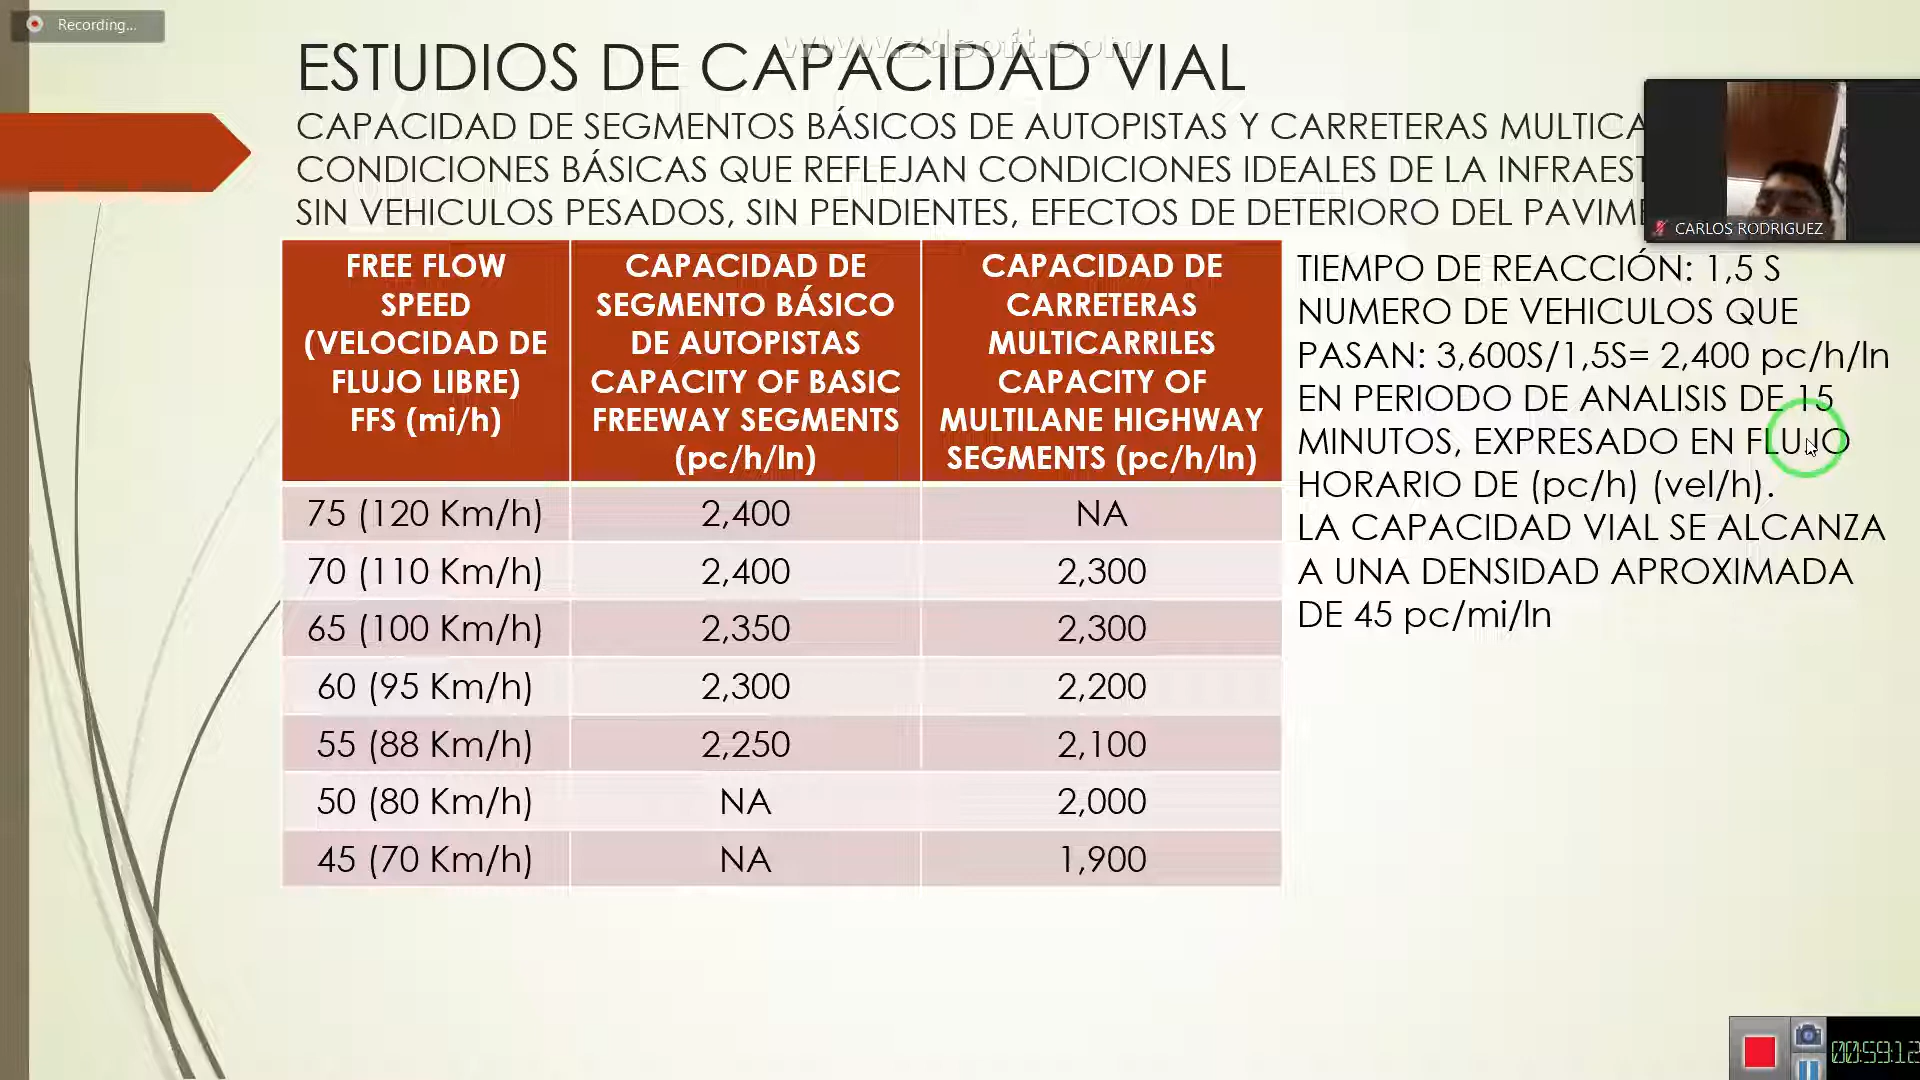 Recording...
www.zdsoft.com
ESTUDIOS DE CAPACIDAD VIAL
CAPACIDAD DE SEGMENTOS BÁSICOS DE AUTOPISTAS Y CARRETERAS MULTICA
CONDICIONES BÁSICAS QUE REFLEJAN CONDICIONES IDEALES DE LA INFRAEST
SIN VEHICULOS PESADOS, SIN PENDIENTES, EFECTOS DE DETERIORO DEL PAVIME
CARLOS RODRIGUEZ
FREE FLOW
SPEED
(VELOCIDAD DE
FLUJO LIBRE)
FFS (mi/h)
CAPACIDAD DE
SEGMENTO BÁSICO
DE AUTOPISTAS
CAPACITY OF BASIC
FREEWAY SEGMENTS
(pc/h/ln)
CAPACIDAD DE
CARRETERAS
MULTICARRILES
CAPACITY OF
MULTILANE HIGHWAY
SEGMENTS (pc/h/ln)
75 (120 Km/h) 2,400 NA
70 (110 Km/h) 2,400 2,300
65 (100 Km/h) 2,350 2,300
60 (95 Km/h) 2,300 2,200
55 (88 Km/h) 2,250 2,100
50 (80 Km/h) NA 2,000
45 (70 Km/h) NA 1,900
TIEMPO DE REACCIÓN: 1,5 S
NUMERO DE VEHICULOS QUE
PASAN: 3,600S/1,5S= 2,400 pc/h/ln
EN PERIODO DE ANALISIS DE 15
MINUTOS, EXPRESADO EN FLUJO
HORARIO DE (pc/h) (vel/h).
LA CAPACIDAD VIAL SE ALCANZA
A UNA DENSIDAD APROXIMADA
DE 45 pc/mi/ln
00:59:12